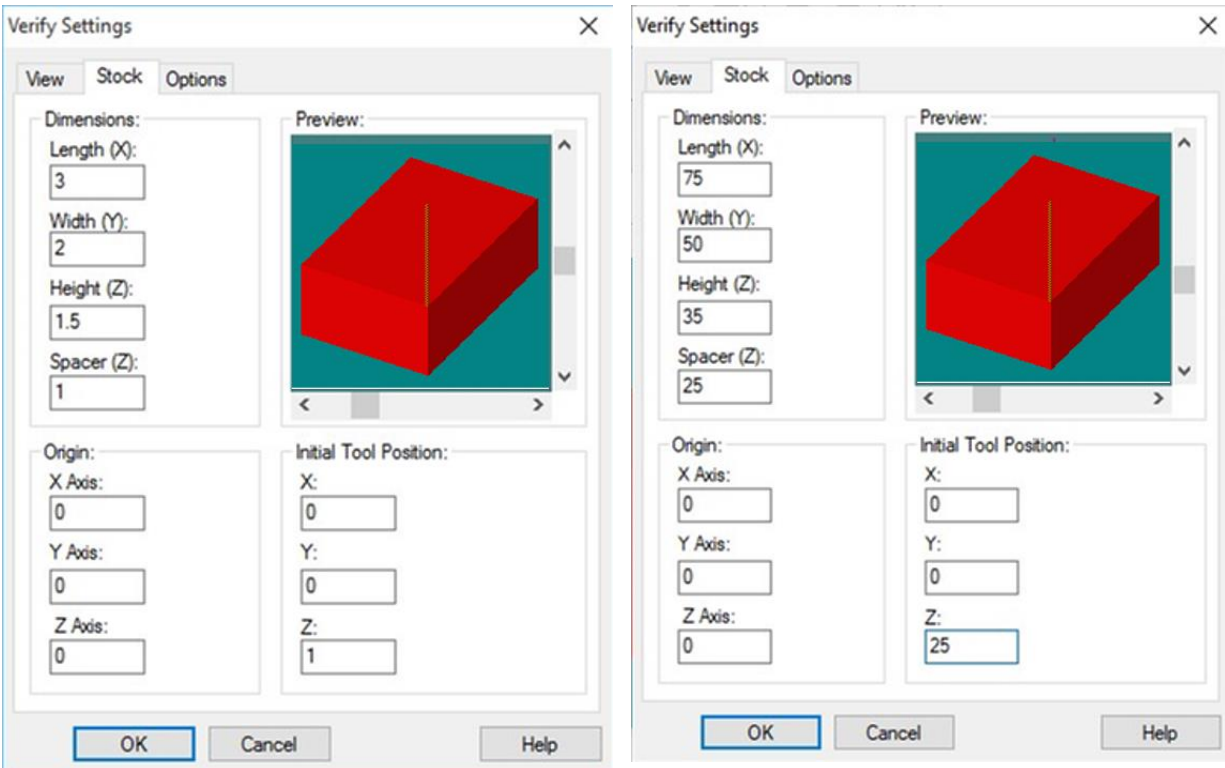 Verify Settings
View Stock Options
Dimensions:
Length (X):
3
Width (Y):
2
Height (Z):
1.5
Spacer (Z):
1
Preview:
Origin:
X Axis:
0
Y Axis:
0
Z Axis:
0
Initial Tool Position:
X:
0
Y:
0
Z:
1
OK Cancel Help
Verify Settings
View Stock Options
Dimensions:
Length (X):
75
Width (Y):
50
Height (Z):
35
Spacer (Z):
25
Preview:
Origin:
X Axis:
0
Y Axis:
0
Z Axis:
0
Initial Tool Position:
X:
0
Y:
0
Z:
25
OK Cancel Help